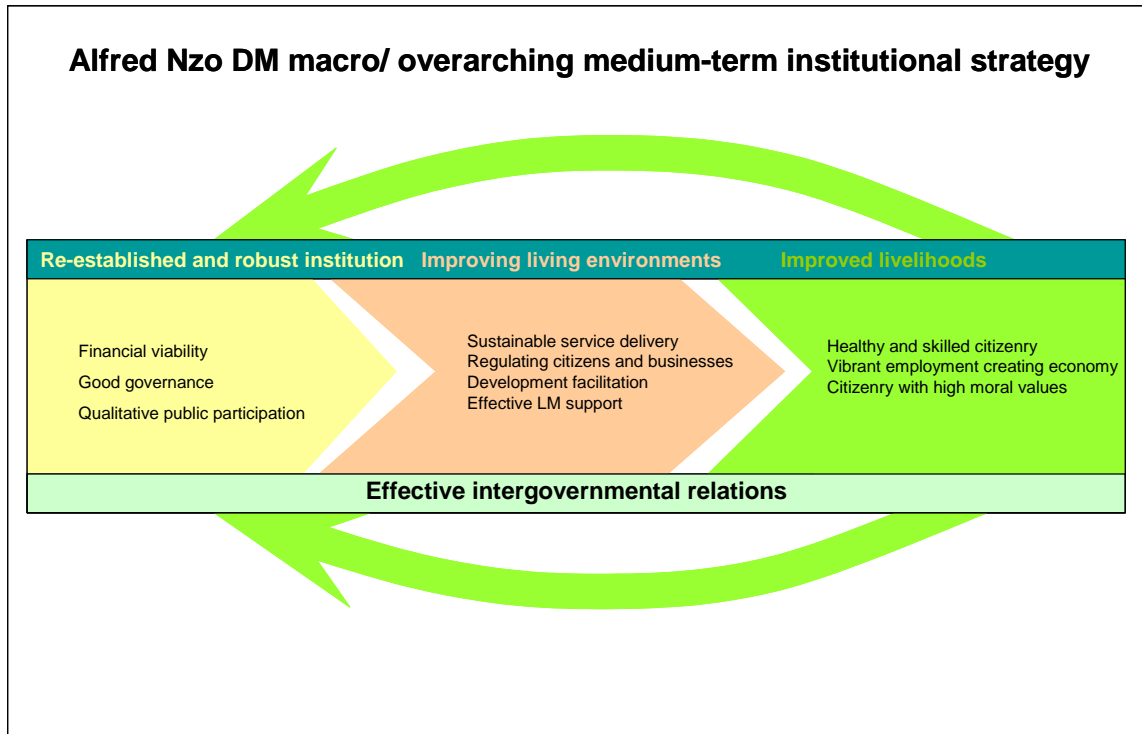 Alfred Nzo DM macro/ overarching medium-term institutional strategy
Re-established and robust institution
Improving living environments
Improved livelihoods
Financial viability
Good governance
Qualitative public participation
Sustainable service delivery
Regulating citizens and businesses
Development facilitation
Effective LM support
Healthy and skilled citizenry
Vibrant employment creating economy
Citizenry with high moral values
Effective intergovernmental relations